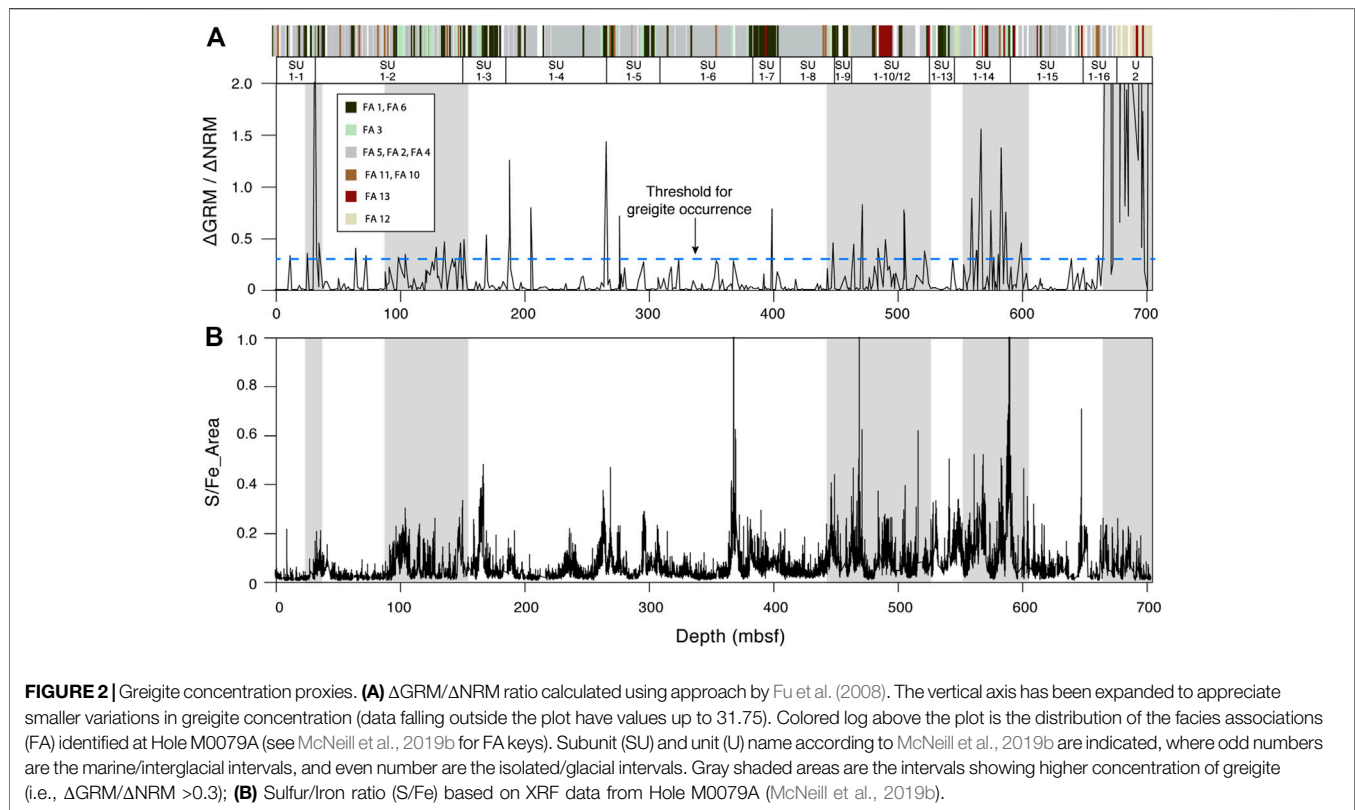 A
SU 1-1
SU 1-2
SU 1-3
SU 1-4
SU 1-5
SU 1-6
SU 1-7
SU 1-8
SU 1-9
SU 1-10/12
SU 1-13
SU 1-14
SU 1-15
SU 1-16
U 2
2.0
1.5
1.0
0.5
0
ΔGRM / ΔNRM
FA 1, FA 6
FA 3
FA 5, FA 2, FA 4
FA 11, FA 10
FA 13
FA 12
Threshold for
greigite occurrence
0 100 200 300 400 500 600 700
B
1.0
0.8
0.6
0.4
0.2
0
S/Fe_Area
0 100 200 300 400 500 600 700
Depth (mbsf)
FIGURE 2 | Greigite concentration proxies. (A) ΔGRM/ΔNRM ratio calculated using approach by Fu et al. (2008). The vertical axis has been expanded to appreciate
smaller variations in greigite concentration (data falling outside the plot have values up to 31.75). Colored log above the plot is the distribution of the facies associations
(FA) identified at Hole M0079A (see McNeill et al., 2019b for FA keys). Subunit (SU) and unit (U) name according to McNeill et al., 2019b are indicated, where odd numbers
are the marine/interglacial intervals, and even number are the isolated/glacial intervals. Gray shaded areas are the intervals showing higher concentration of greigite
(i.e., ΔGRM/ΔNRM >0.3); (B) Sulfur/Iron ratio (S/Fe) based on XRF data from Hole M0079A (McNeill et al., 2019b).